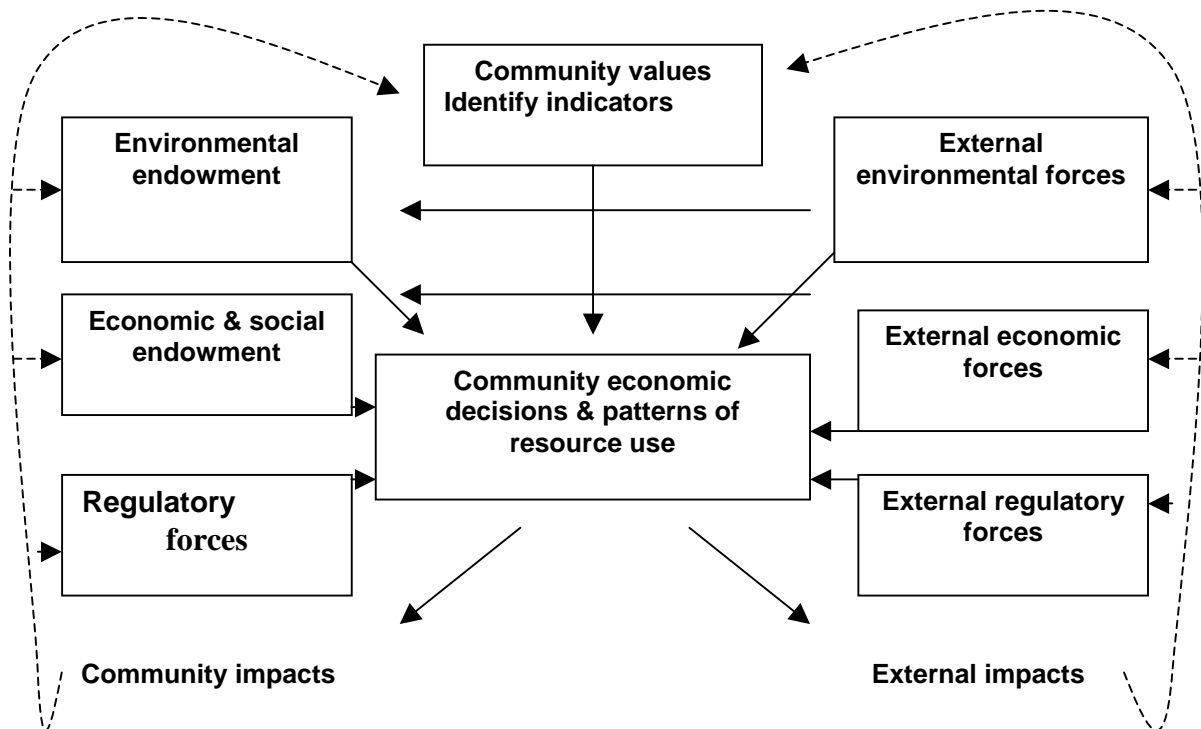 Community values
Identify indicators
Environmental
endowment
External
environmental forces
Economic & social
endowment
External economic
forces
Community economic
decisions & patterns of
resource use
Regulatory
forces
External regulatory
forces
Community impacts
External impacts